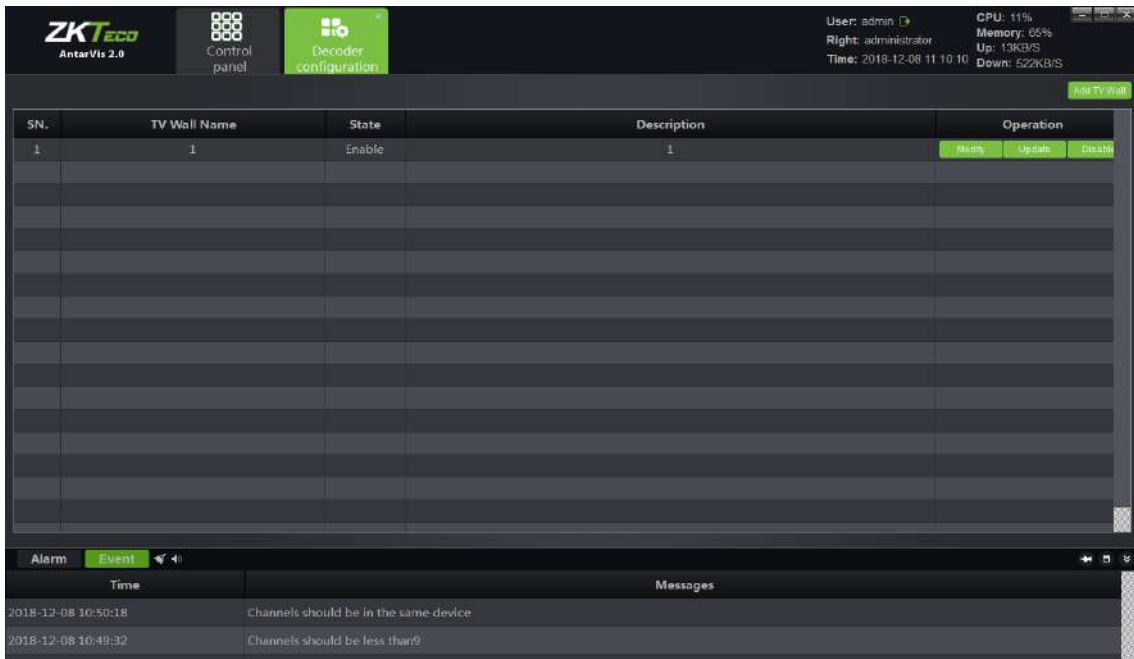 ZKTECO
AntarVis 2.0
Control
panel
Decoder
configuration
User: admin
Right: administrator
Time: 2018-12-08 11:10:10
CPU: 11%
Memory: 65%
Up: 13KB/S
Down: 522KB/S
Add TV Wall
SN. TV Wall Name State Description Operation
1 1 Enable 1 Modify Update Disable
Alarm Event
Time Messages
2018-12-08 10:50:18 Channels should be in the same device
2018-12-08 10:49:32 Channels should be less than9